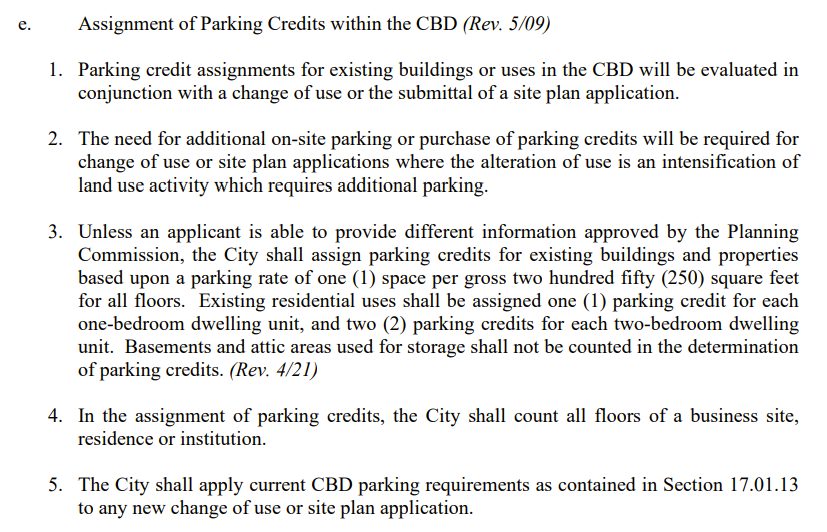 e. Assignment of Parking Credits within the CBD (Rev. 5/09)
1. Parking credit assignments for existing buildings or uses in the CBD will be evaluated in
conjunction with a change of use or the submittal of a site plan application.
2. The need for additional on-site parking or purchase of parking credits will be required for
change of use or site plan applications where the alteration of use is an intensification of
land use activity which requires additional parking.
3. Unless an applicant is able to provide different information approved by the Planning
Commission, the City shall assign parking credits for existing buildings and properties
based upon a parking rate of one (1) space per gross two hundred fifty (250) square feet
for all floors. Existing residential uses shall be assigned one (1) parking credit for each
one-bedroom dwelling unit, and two (2) parking credits for each two-bedroom dwelling
unit. Basements and attic areas used for storage shall not be counted in the determination
of parking credits. (Rev. 4/21)
4. In the assignment of parking credits, the City shall count all floors of a business site,
residence or institution.
5. The City shall apply current CBD parking requirements as contained in Section 17.01.13
to any new change of use or site plan application.